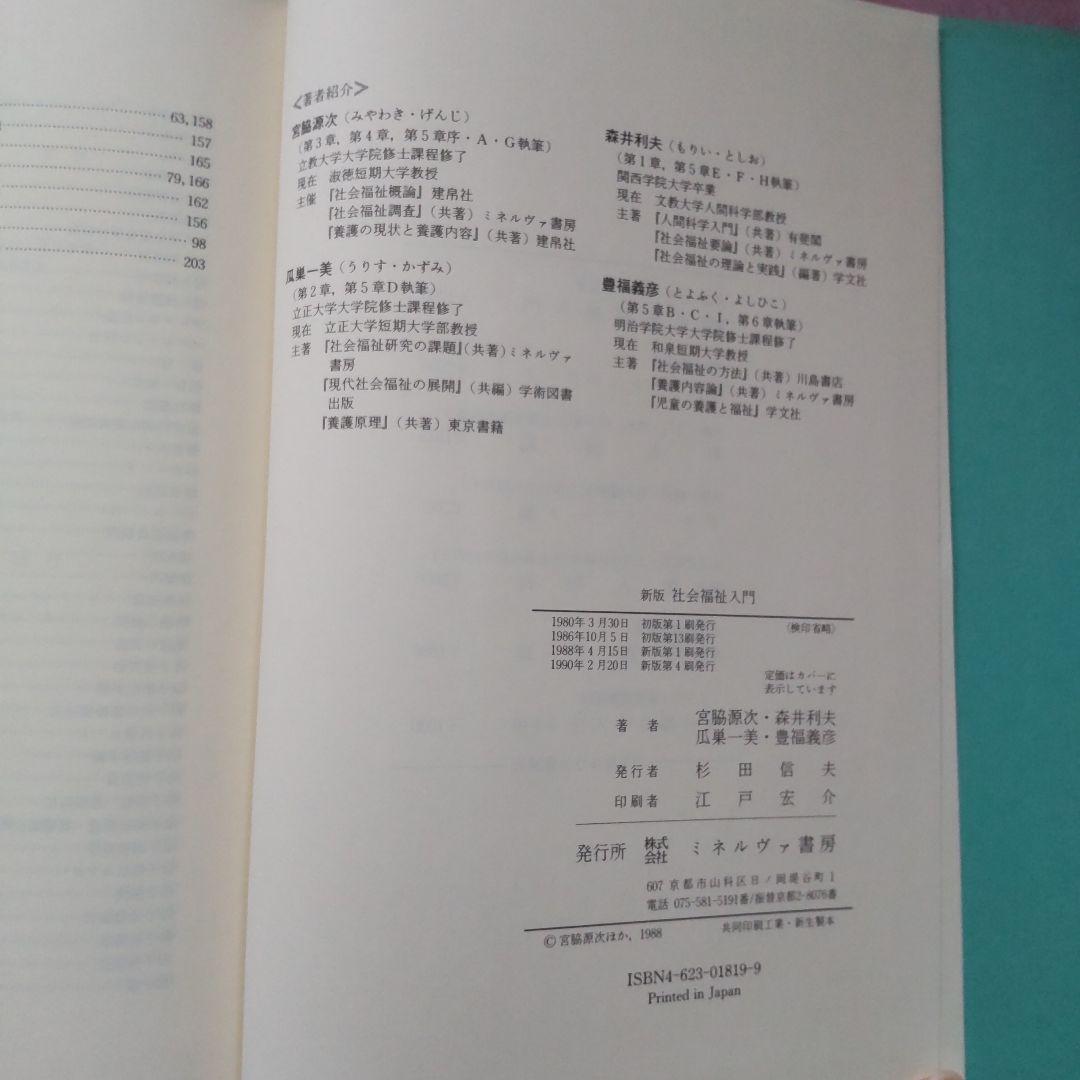 63, 158
157
165
79, 166
162
156
98
203
＜著者紹介＞
宮脇源次（みやわき・げんじ）
（第3章，第4章，第5章序・A・G執筆）
立教大学大学院修士課程修了
現在　淑徳短期大学教授
主催　『社会福祉概論』建帛社
『社会福祉調査』（共著）ミネルヴァ書房
『養護の現状と養護内容』（共著）建帛社
瓜巣一美（うりす・かずみ）
（第2章，第5章D執筆）
立正大学大学院修士課程修了
現在　立正大学短期大学部教授
主著　『社会福祉研究の課題』（共著）ミネルヴァ
書房
『現代社会福祉の展開』（共編）学術図書
出版
『養護原理』（共著）東京書籍
森井利夫（もりい・としお）
（第1章，第5章E・F・H執筆）
関西学院大学卒業
現在　文教大学人間科学部教授
主著　『人間科学入門』（共著）有斐閣
『社会福祉要論』（共著）ミネルヴァ書房
『社会福祉の理論と実践』（編著）学文社
豊福義彦（とよふく・よしひこ）
（第5章B・C・I，第6章執筆）
明治学院大学大学院修士課程修了
現在　和泉短期大学教授
主著　『社会福祉の方法』（共著）川島書店
『養護内容論』（共著）ミネルヴァ書房
『児童の養護と福祉』学文社
新版 社会福祉入門
1980年3月30日　初版第1刷発行　〈検印省略〉
1986年10月5日　初版第13刷発行
1988年4月15日　新版第1刷発行
1990年2月20日　新版第4刷発行
定価はカバーに
表示しています
著者　宮脇源次・森井利夫
瓜巣一美・豊福義彦
発行者　杉田信夫
印刷者　江戸宏介
発行所　株式会社　ミネルヴァ書房
607 京都市山科区日ノ岡堤谷町1
電話 075-581-5191番/振替京都2-8076番
©宮脇源次ほか, 1988　共同印刷工業・新生製本
ISBN4-623-01819-9
Printed in Japan